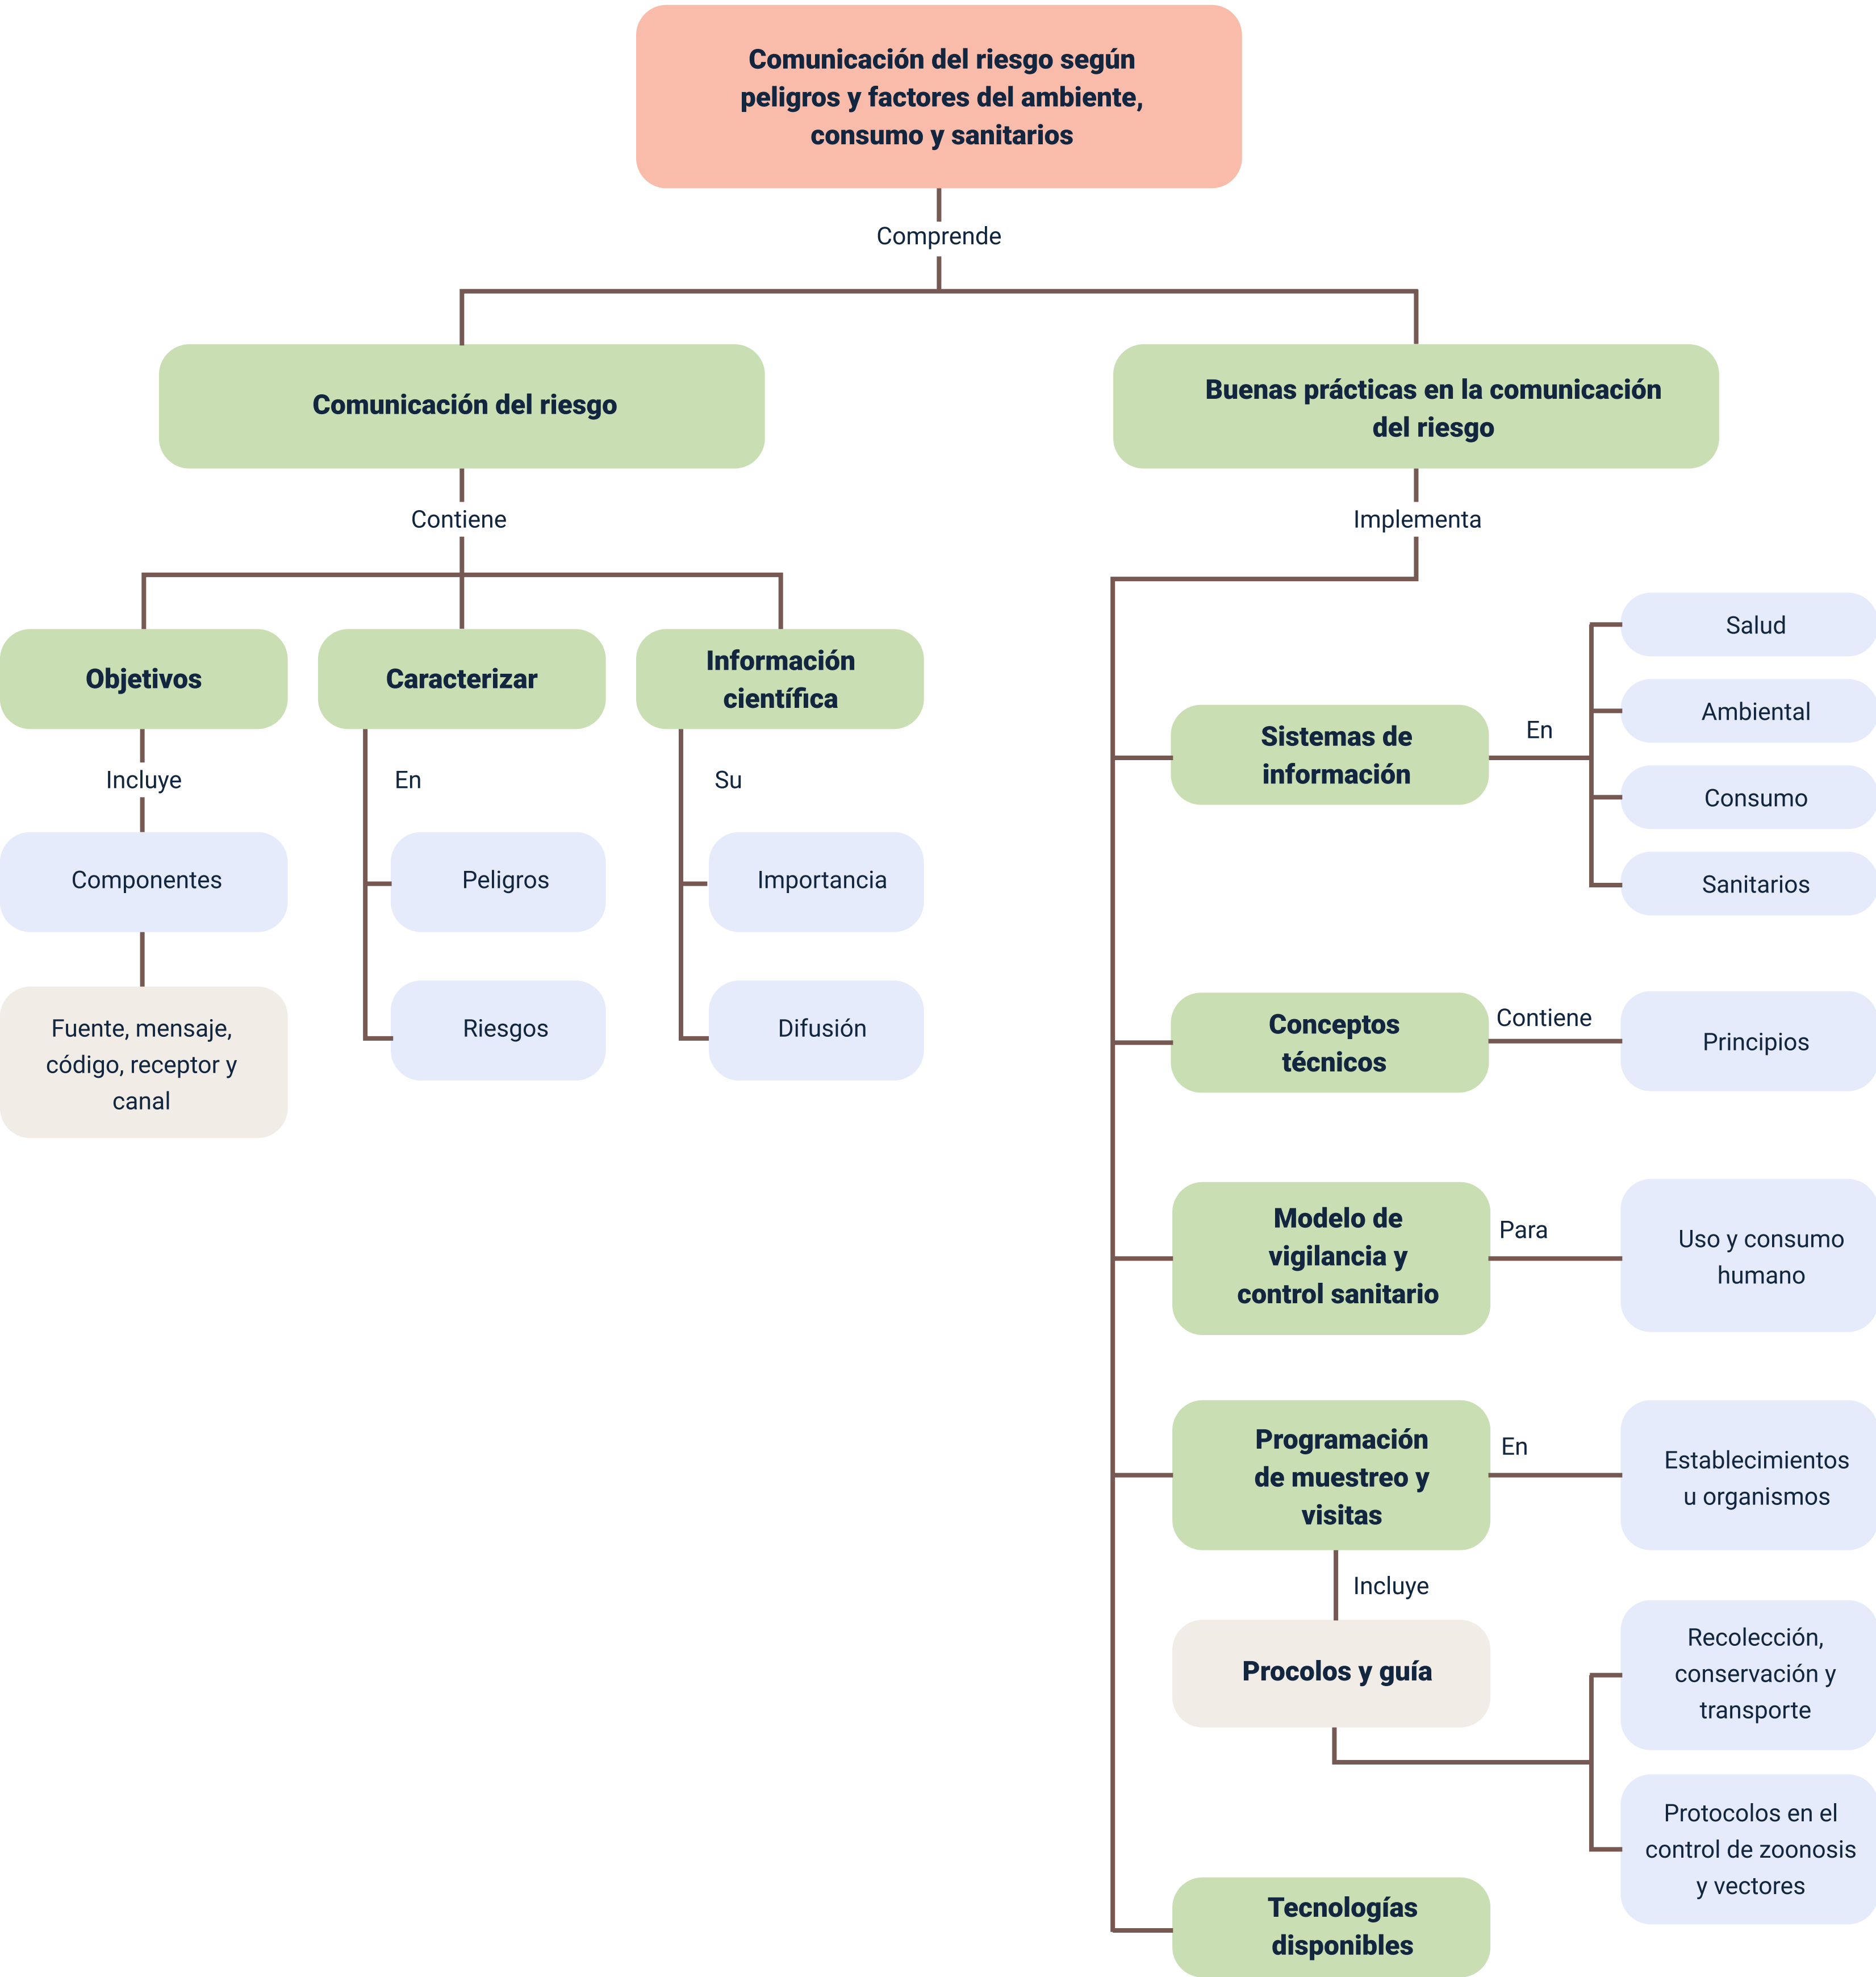 Comunicación del riesgo según
peligros y factores del ambiente,
consumo y sanitarios
Comprende
Comunicación del riesgo
Contiene
Objetivos
Incluye
Componentes
Fuente, mensaje,
código, receptor y
canal
Caracterizar
En
Peligros
Riesgos
Información
científica
Su
Importancia
Difusión
Buenas prácticas en la comunicación
del riesgo
Implementa
Sistemas de
información
En
Salud
Ambiental
Consumo
Sanitarios
Conceptos
técnicos
Contiene
Principios
Modelo de
vigilancia y
control sanitario
Para
Uso y consumo
humano
Programación
de muestreo y
visitas
En
Establecimientos
u organismos
Incluye
Procolos y guía
Recolección,
conservación y
transporte
Protocolos en el
control de zoonosis
y vectores
Tecnologías
disponibles